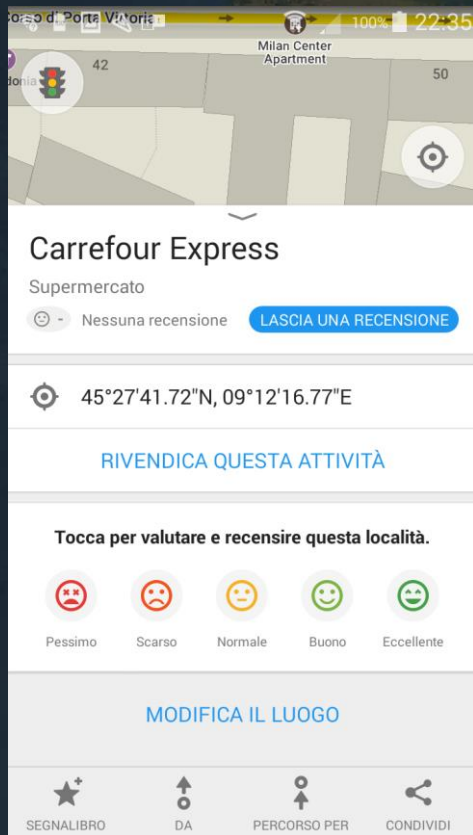 Corso di Porta Vittoria
100% 22:35
Milan Center
Apartment
42
50
donia
Carrefour Express
Supermercato
- Nessuna recensione LASCIA UNA RECENSIONE
45°27'41.72"N, 09°12'16.77"E
RIVENDICA QUESTA ATTIVITÀ
Tocca per valutare e recensire questa località.
Pessimo Scarso Normale Buono Eccellente
MODIFICA IL LUOGO
SEGNALIBRO DA PERCORSO PER CONDIVIDI